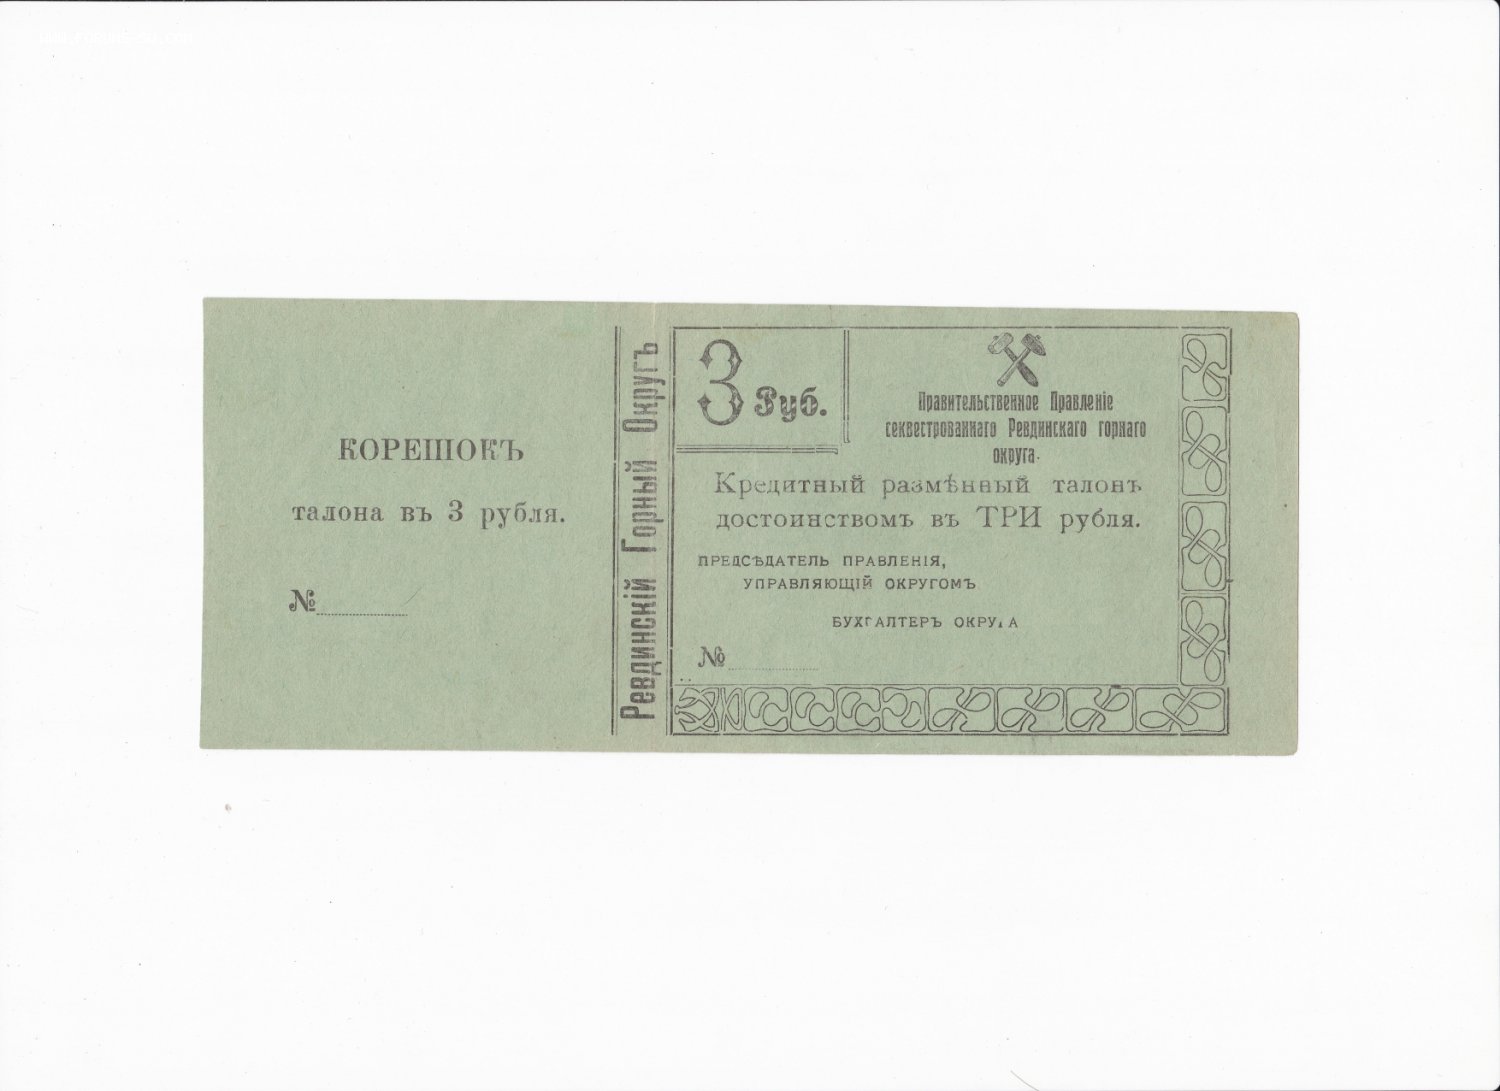 КОРЕШОКЪ
талона въ 3 рубля.
№
Ревдинскій Горный Округъ
3 Руб.
Правительственное Правленіе
секвестрованнаго Ревдинскаго горнаго
округа.
Кредитный размѣнный талонъ
достоинствомъ въ ТРИ рубля.
ПРЕДСѢДАТЕЛЬ ПРАВЛЕНІЯ,
УПРАВЛЯЮЩІЙ ОКРУГОМЪ
БУХГАЛТЕРЪ ОКРУГА
№